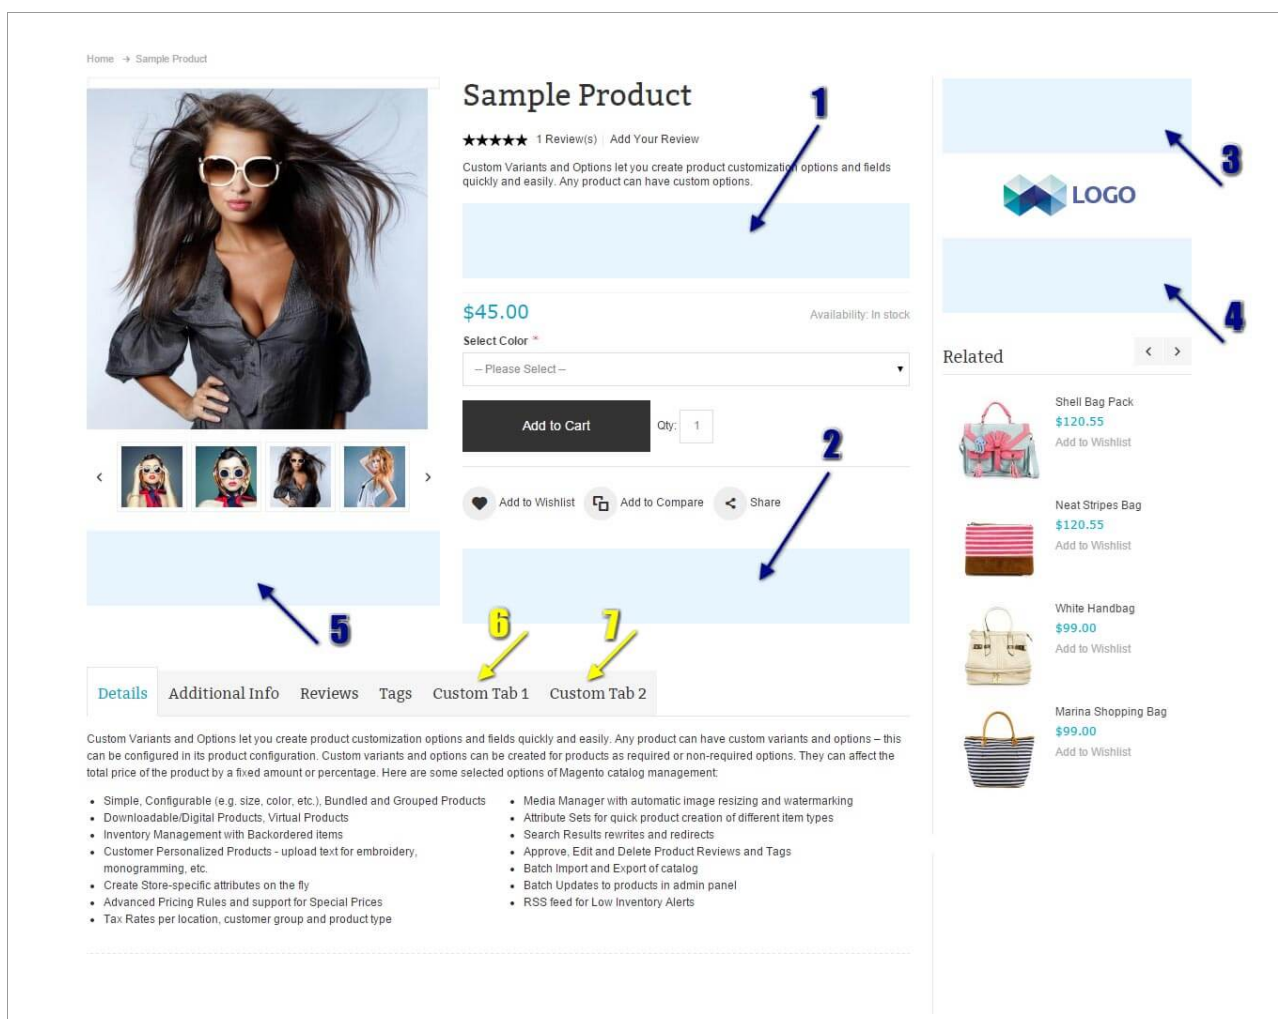 Home → Sample Product
Sample Product
1 Review(s) | Add Your Review
Custom Variants and Options let you create product customization options and fields
quickly and easily. Any product can have custom options.
1
$45.00
Availability: In stock
Select Color *
-- Please Select --
Add to Cart
Qty: 1
2
Add to Wishlist
Add to Compare
Share
3
LOGO
4
Related
Shell Bag Pack
$120.55
Add to Wishlist
Neat Stripes Bag
$120.55
Add to Wishlist
White Handbag
$99.00
Add to Wishlist
Marina Shopping Bag
$99.00
Add to Wishlist
5
6
7
Details
Additional Info
Reviews
Tags
Custom Tab 1
Custom Tab 2
Custom Variants and Options let you create product customization options and fields quickly and easily. Any product can have custom variants and options – this
can be configured in its product configuration. Custom variants and options can be created for products as required or non-required options. They can affect the
total price of the product by a fixed amount or percentage. Here are some selected options of Magento catalog management:
• Simple, Configurable (e.g. size, color, etc.), Bundled and Grouped Products
• Downloadable/Digital Products, Virtual Products
• Inventory Management with Backordered items
• Customer Personalized Products - upload text for embroidery,
monogramming, etc.
• Create Store-specific attributes on the fly
• Advanced Pricing Rules and support for Special Prices
• Tax Rates per location, customer group and product type
• Media Manager with automatic image resizing and watermarking
• Attribute Sets for quick product creation of different item types
• Search Results rewrites and redirects
• Approve, Edit and Delete Product Reviews and Tags
• Batch Import and Export of catalog
• Batch Updates to products in admin panel
• RSS feed for Low Inventory Alerts